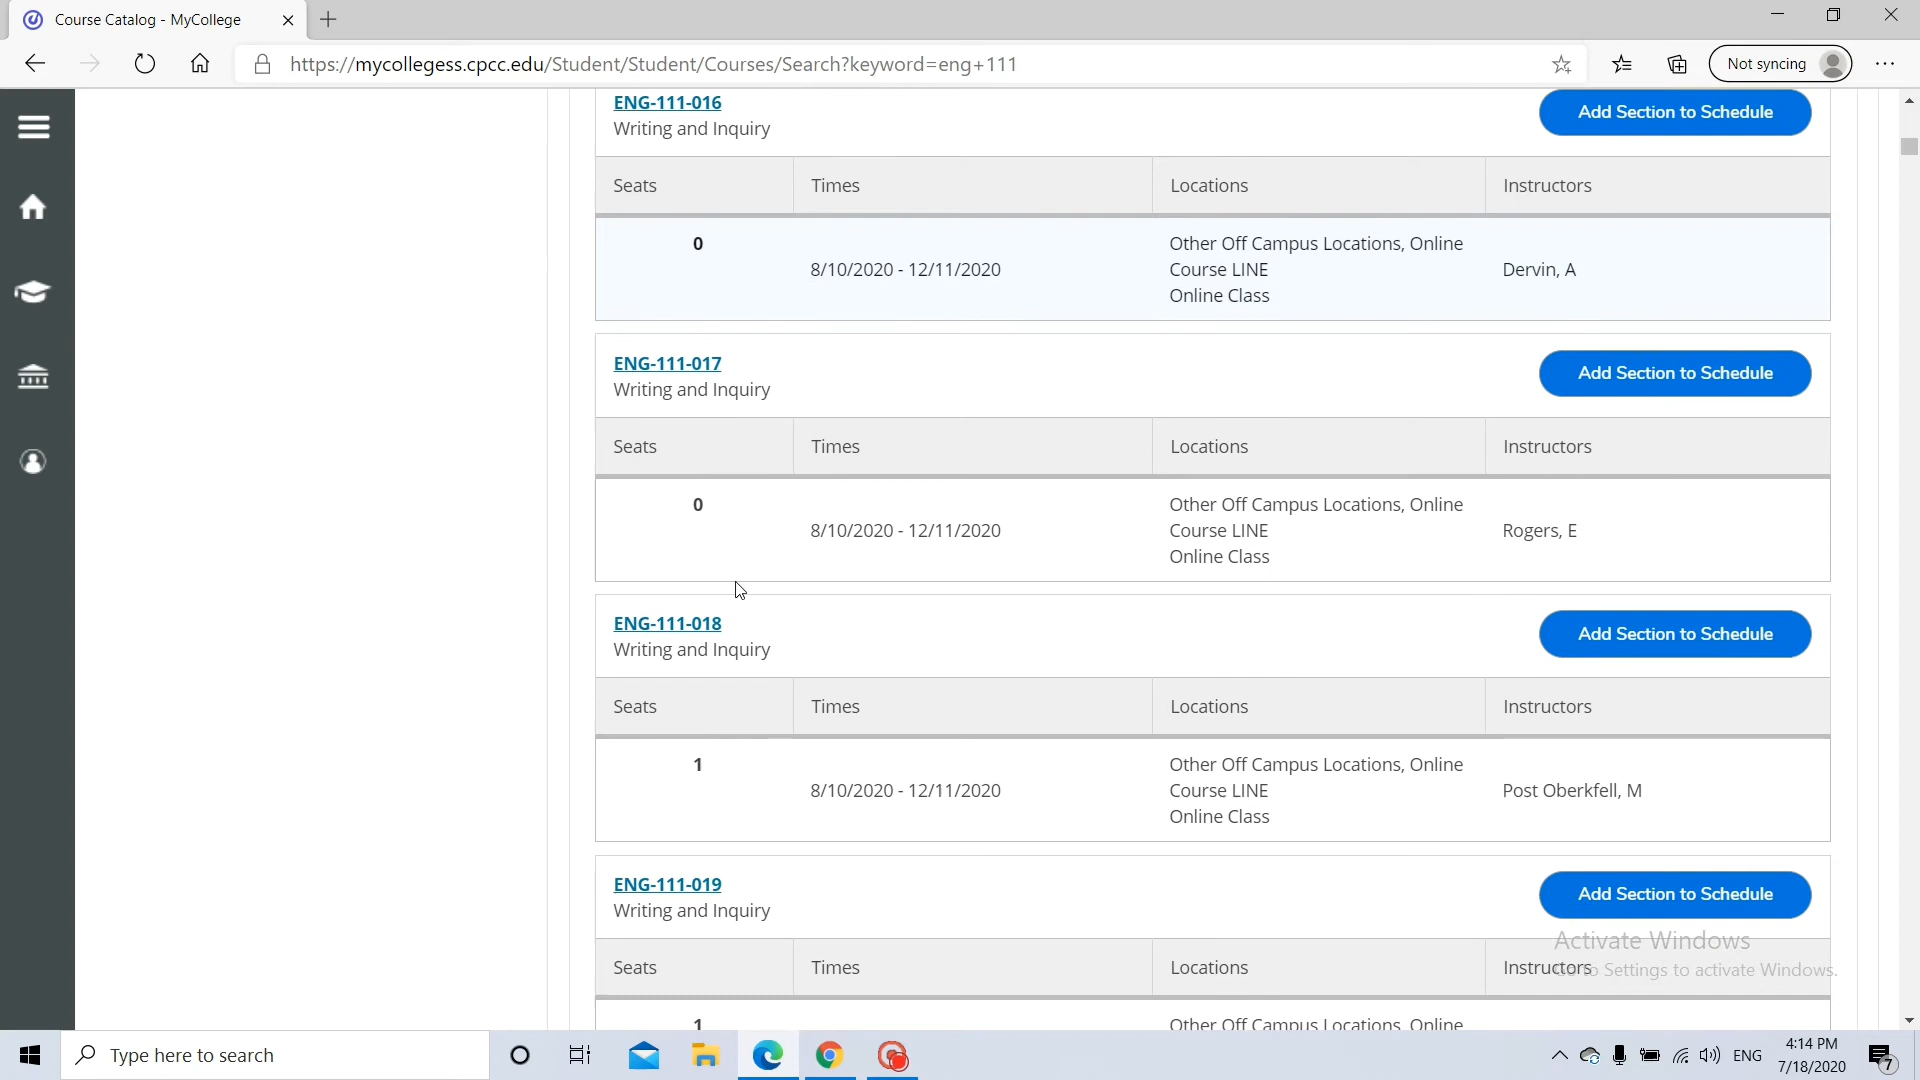 Course Catalog - MyCollege
https://mycollegess.cpcc.edu/Student/Student/Courses/Search?keyword=eng+111
Not syncing
ENG-111-016
Add Section to Schedule
Writing and Inquiry
Seats Times Locations Instructors
0
8/10/2020 - 12/11/2020
Other Off Campus Locations, Online
Course LINE
Online Class
Dervin, A
ENG-111-017
Add Section to Schedule
Writing and Inquiry
Seats Times Locations Instructors
0
8/10/2020 - 12/11/2020
Other Off Campus Locations, Online
Course LINE
Online Class
Rogers, E
ENG-111-018
Add Section to Schedule
Writing and Inquiry
Seats Times Locations Instructors
1
8/10/2020 - 12/11/2020
Other Off Campus Locations, Online
Course LINE
Online Class
Post Oberkfell, M
ENG-111-019
Add Section to Schedule
Writing and Inquiry
Activate Windows
Go to Settings to activate Windows.
Seats Times Locations Instructors
1
Other Off Campus Locations, Online
Type here to search
ENG
4:14 PM
7/18/2020
7